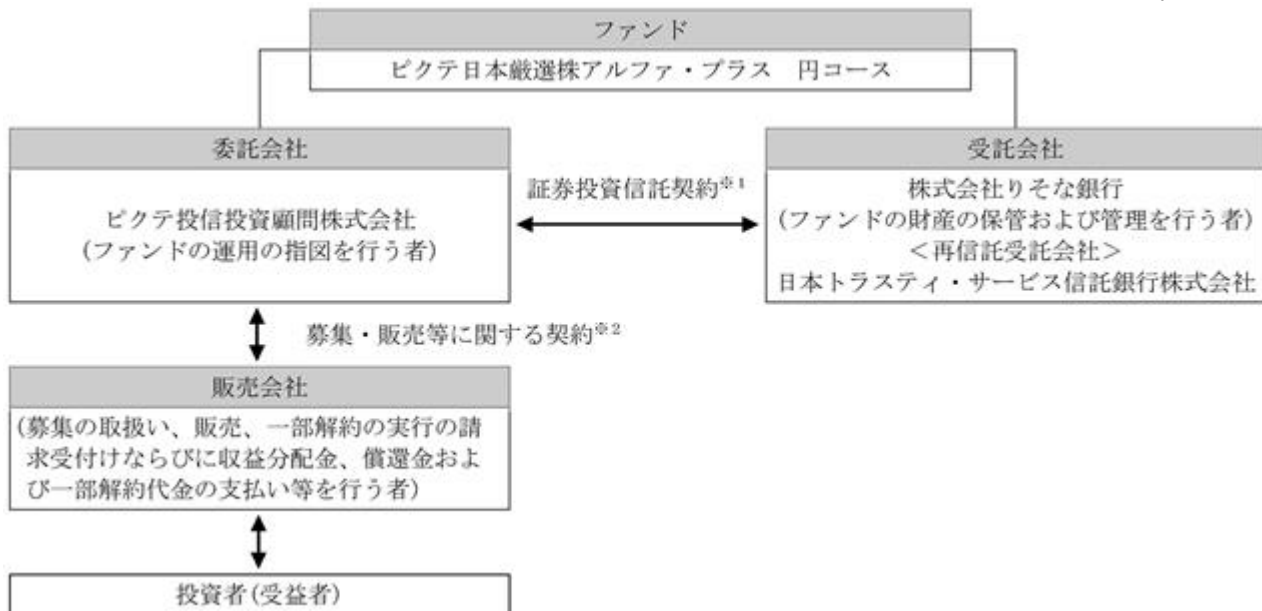 ファンド
ピクテ日本厳選株アルファ・プラス 円コース
委託会社
ピクテ投信投資顧問株式会社
(ファンドの運用の指図を行う者)
証券投資信託契約※1
受託会社
株式会社りそな銀行
(ファンドの財産の保管および管理を行う者)
＜再信託受託会社＞
日本トラスティ・サービス信託銀行株式会社
募集・販売等に関する契約※2
販売会社
(募集の取扱い、販売、一部解約の実行の請
求受付けならびに収益分配金、償還金およ
び一部解約代金の支払い等を行う者)
投資者(受益者)